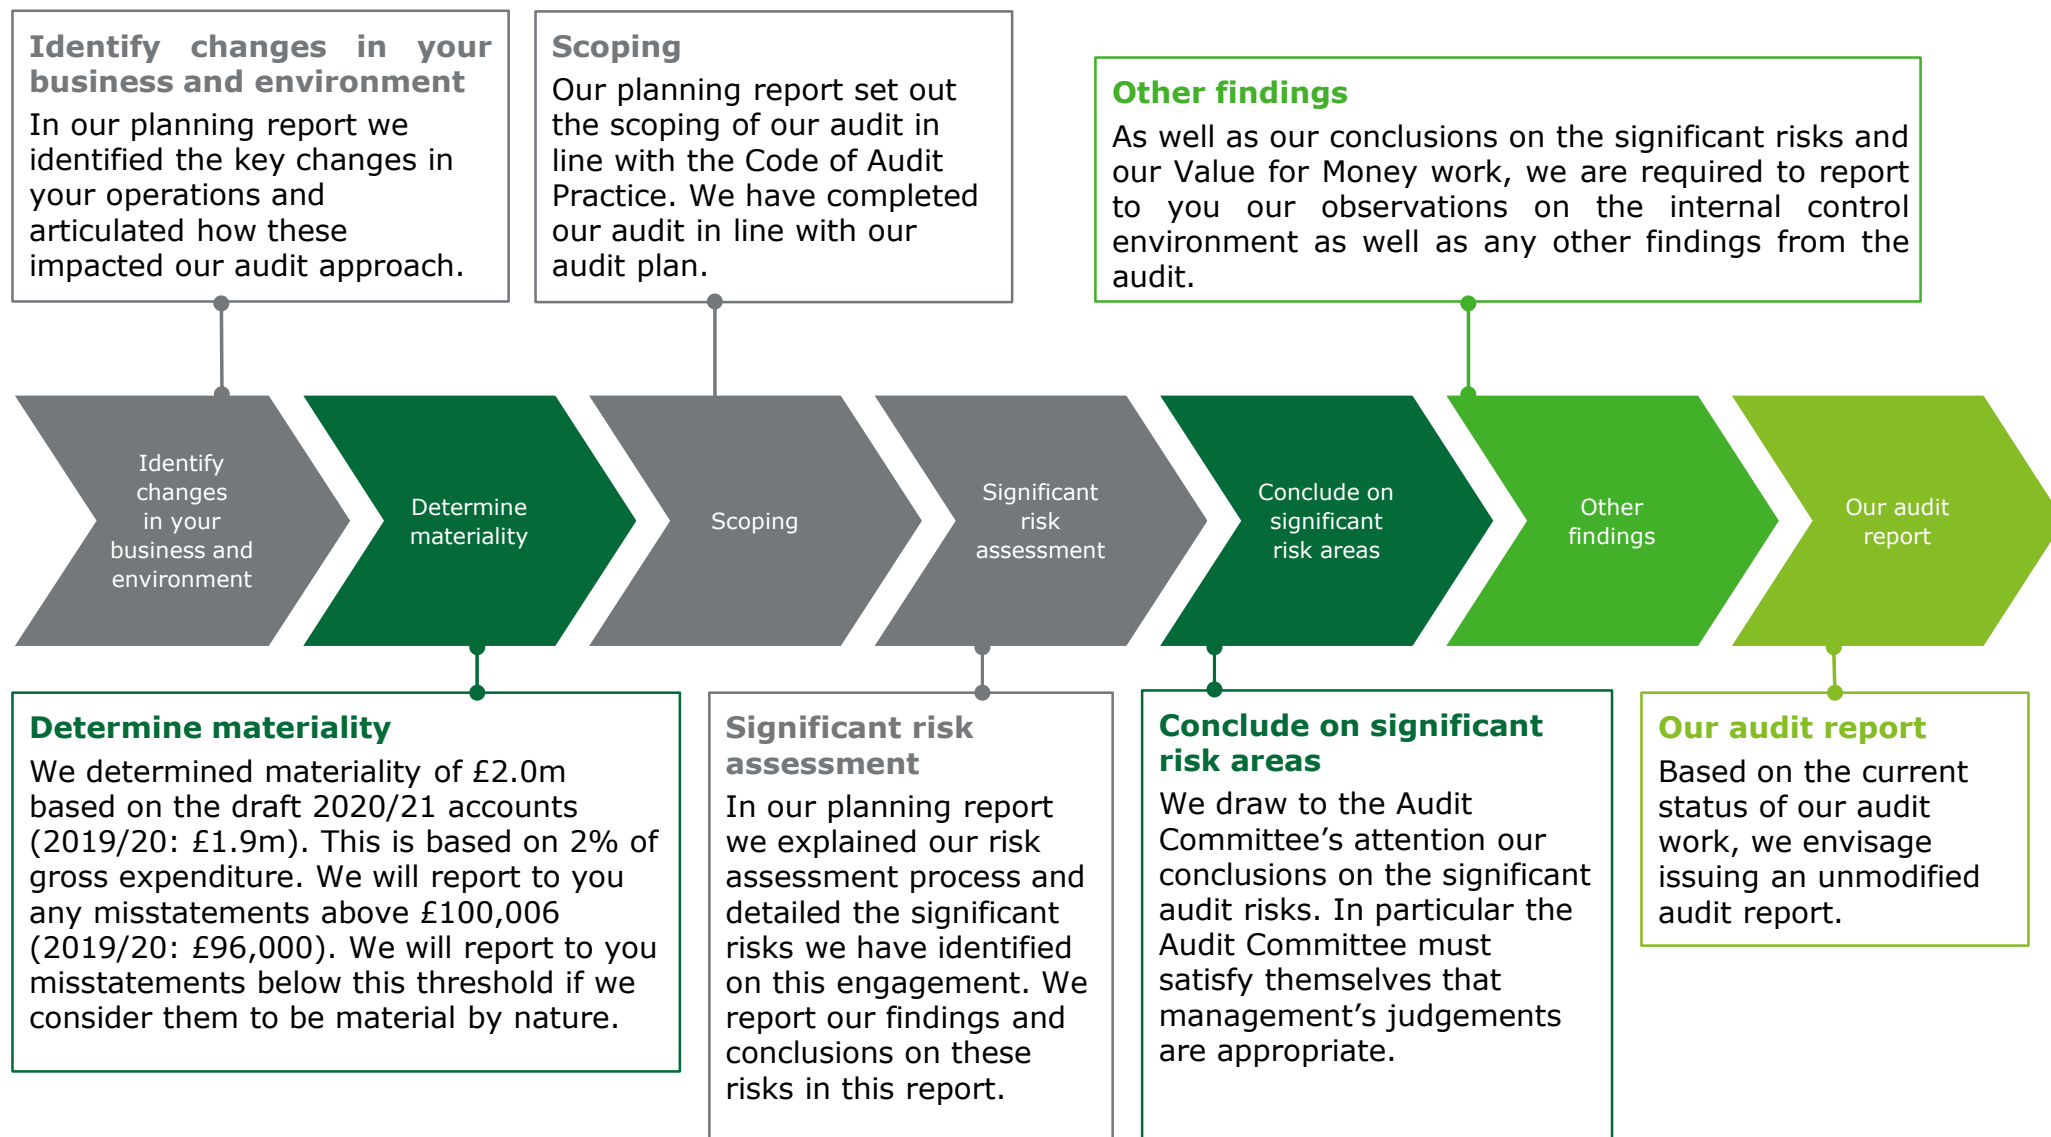 Identify changes in your
business and environment
In our planning report we
identified the key changes in
your operations and
articulated how these
impacted our audit approach.
Scoping
Our planning report set out
the scoping of our audit in
line with the Code of Audit
Practice. We have completed
our audit in line with our
audit plan.
Other findings
As well as our conclusions on the significant risks and
our Value for Money work, we are required to report
to you our observations on the internal control
environment as well as any other findings from the
audit.
Identify
changes
in your
business and
environment
Determine
materiality
Scoping
Significant
risk
assessment
Conclude on
significant
risk areas
Other
findings
Our audit
report
Determine materiality
We determined materiality of £2.0m
based on the draft 2020/21 accounts
(2019/20: £1.9m). This is based on 2% of
gross expenditure. We will report to you
any misstatements above £100,006
(2019/20: £96,000). We will report to you
misstatements below this threshold if we
consider them to be material by nature.
Significant risk
assessment
In our planning report
we explained our risk
assessment process and
detailed the significant
risks we have identified
on this engagement. We
report our findings and
conclusions on these
risks in this report.
Conclude on significant
risk areas
We draw to the Audit
Committee’s attention our
conclusions on the significant
audit risks. In particular the
Audit Committee must
satisfy themselves that
management’s judgements
are appropriate.
Our audit report
Based on the current
status of our audit
work, we envisage
issuing an unmodified
audit report.